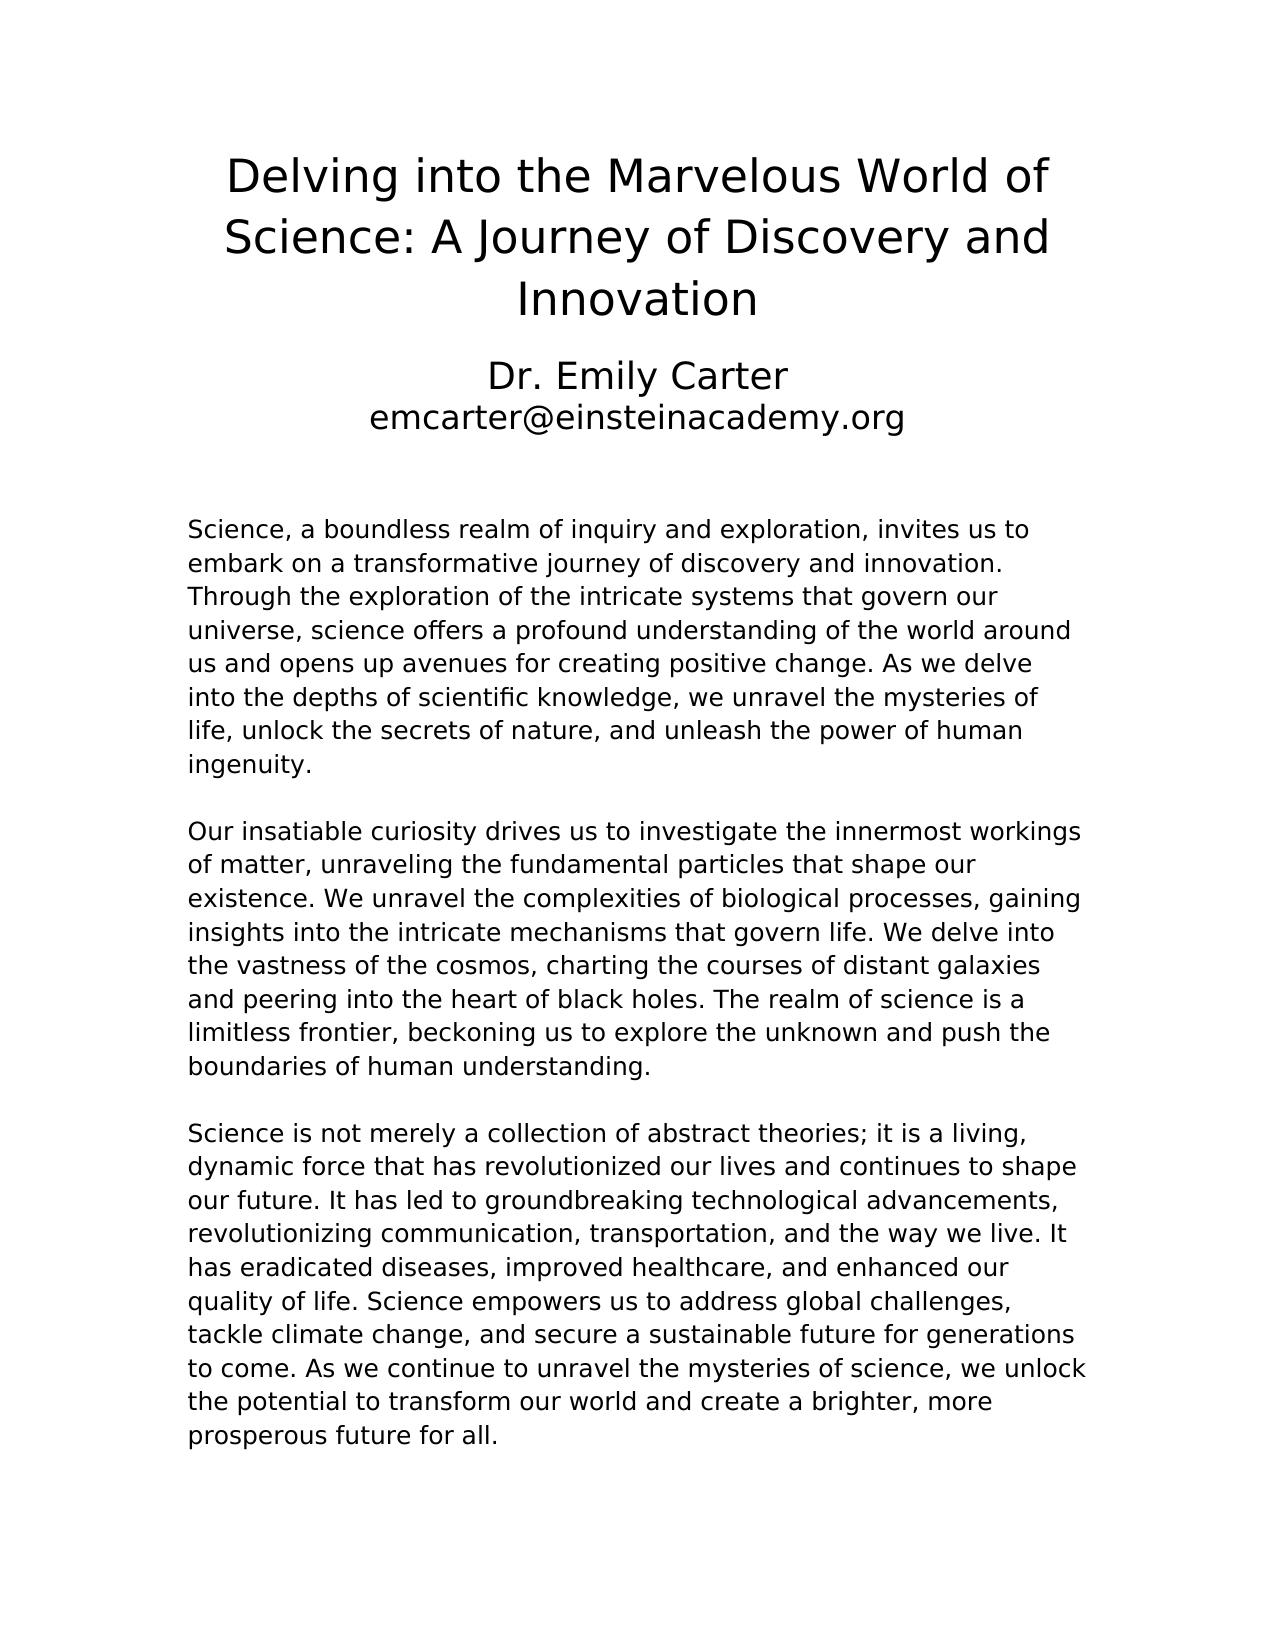 Delving into the Marvelous World of
Science: A Journey of Discovery and
Innovation
Dr. Emily Carter
emcarter@einsteinacademy.org
Science, a boundless realm of inquiry and exploration, invites us to
embark on a transformative journey of discovery and innovation.
Through the exploration of the intricate systems that govern our
universe, science offers a profound understanding of the world around
us and opens up avenues for creating positive change. As we delve
into the depths of scientific knowledge, we unravel the mysteries of
life, unlock the secrets of nature, and unleash the power of human
ingenuity.
Our insatiable curiosity drives us to investigate the innermost workings
of matter, unraveling the fundamental particles that shape our
existence. We unravel the complexities of biological processes, gaining
insights into the intricate mechanisms that govern life. We delve into
the vastness of the cosmos, charting the courses of distant galaxies
and peering into the heart of black holes. The realm of science is a
limitless frontier, beckoning us to explore the unknown and push the
boundaries of human understanding.
Science is not merely a collection of abstract theories; it is a living,
dynamic force that has revolutionized our lives and continues to shape
our future. It has led to groundbreaking technological advancements,
revolutionizing communication, transportation, and the way we live. It
has eradicated diseases, improved healthcare, and enhanced our
quality of life. Science empowers us to address global challenges,
tackle climate change, and secure a sustainable future for generations
to come. As we continue to unravel the mysteries of science, we unlock
the potential to transform our world and create a brighter, more
prosperous future for all.